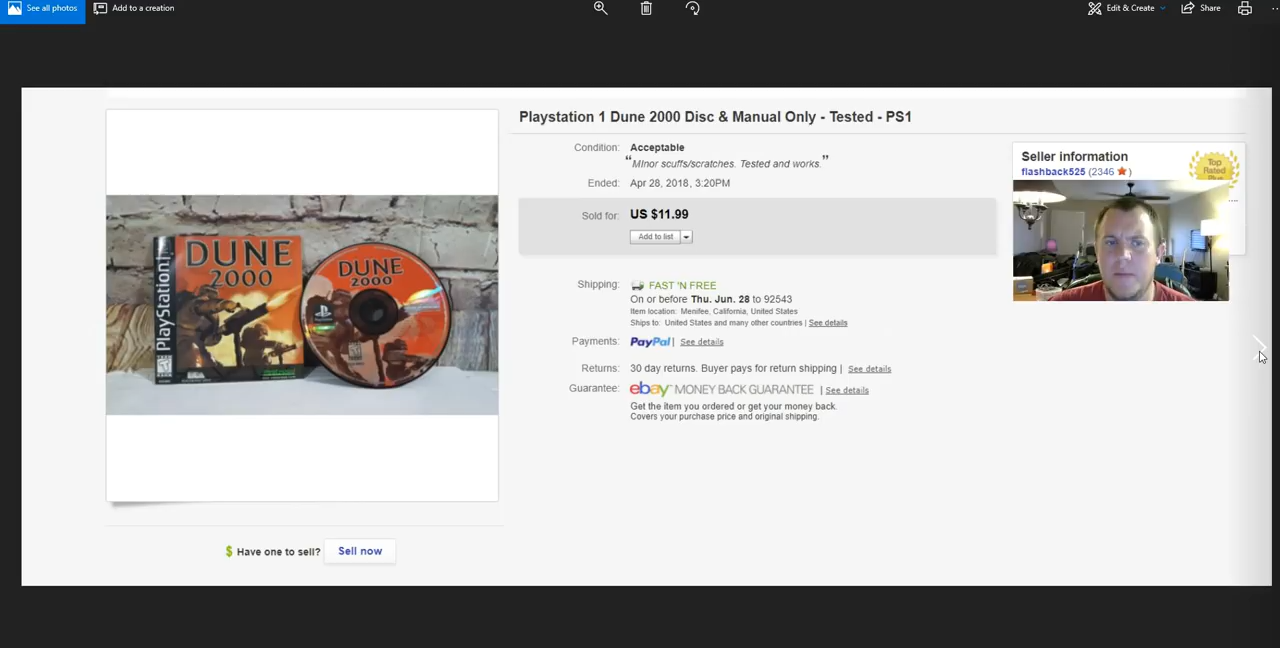 See all photos
Add to a creation
Edit & Create
Share
Playstation 1 Dune 2000 Disc & Manual Only - Tested - PS1
Condition: Acceptable
“MInor scuffs/scratches. Tested and works.”
Ended: Apr 28, 2018, 3:20PM
Sold for: US $11.99
Add to list
Shipping: FAST 'N FREE
On or before Thu. Jun. 28 to 92543
Item location: Menifee, California, United States
Ships to: United States and many other countries | See details
Payments: PayPal | See details
Returns: 30 day returns. Buyer pays for return shipping | See details
Guarantee: ebay MONEY BACK GUARANTEE | See details
Get the item you ordered or get your money back.
Covers your purchase price and original shipping.
Seller information
flashback525 (2346 )
Top
Rated
Plus
PlayStation
DUNE
2000
DUNE
2000
$ Have one to sell? Sell now